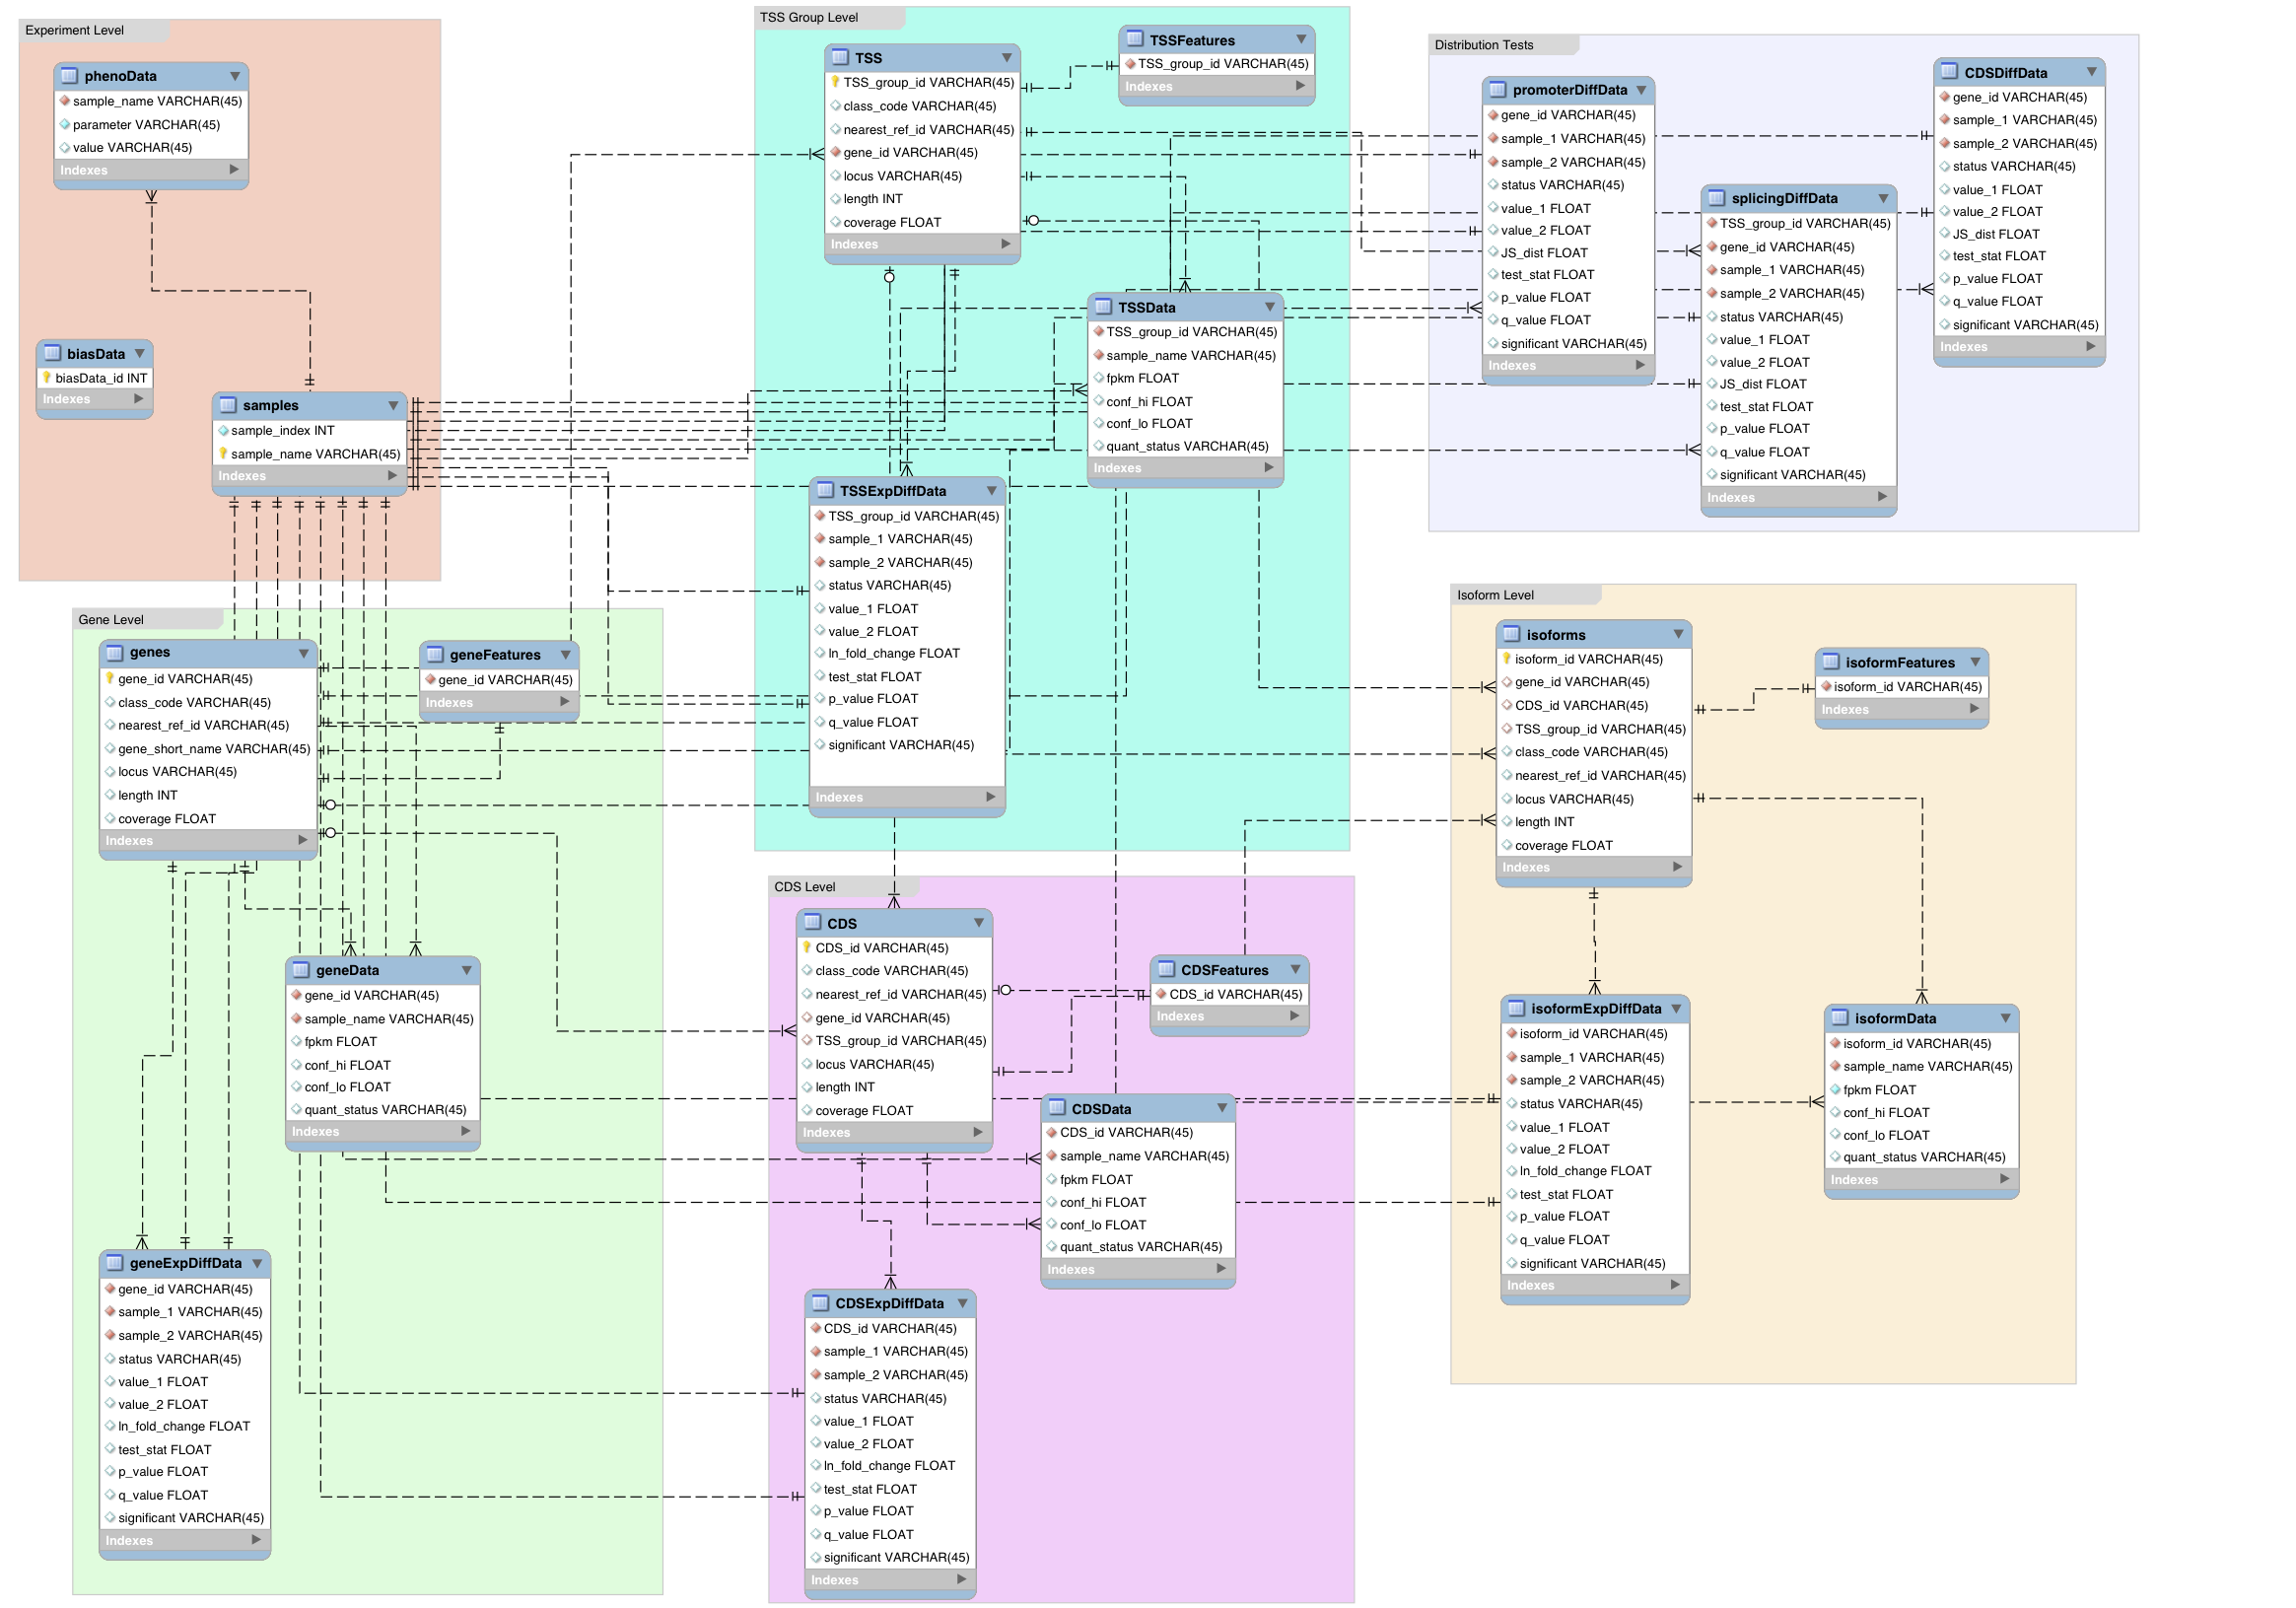 Experiment Level
phenoData
sample_name VARCHAR(45)
parameter VARCHAR(45)
value VARCHAR(45)
Indexes
biasData
biasData_id INT
Indexes
samples
sample_index INT
sample_name VARCHAR(45)
Indexes
TSS Group Level
TSS
TSS_group_id VARCHAR(45)
class_code VARCHAR(45)
nearest_ref_id VARCHAR(45)
gene_id VARCHAR(45)
locus VARCHAR(45)
length INT
coverage FLOAT
Indexes
TSSFeatures
TSS_group_id VARCHAR(45)
Indexes
TSSData
TSS_group_id VARCHAR(45)
sample_name VARCHAR(45)
fpkm FLOAT
conf_hi FLOAT
conf_lo FLOAT
quant_status VARCHAR(45)
Indexes
TSSExpDiffData
TSS_group_id VARCHAR(45)
sample_1 VARCHAR(45)
sample_2 VARCHAR(45)
status VARCHAR(45)
value_1 FLOAT
value_2 FLOAT
ln_fold_change FLOAT
test_stat FLOAT
p_value FLOAT
q_value FLOAT
significant VARCHAR(45)
Indexes
Distribution Tests
promoterDiffData
gene_id VARCHAR(45)
sample_1 VARCHAR(45)
sample_2 VARCHAR(45)
status VARCHAR(45)
value_1 FLOAT
value_2 FLOAT
JS_dist FLOAT
test_stat FLOAT
p_value FLOAT
q_value FLOAT
significant VARCHAR(45)
Indexes
splicingDiffData
TSS_group_id VARCHAR(45)
gene_id VARCHAR(45)
sample_1 VARCHAR(45)
sample_2 VARCHAR(45)
status VARCHAR(45)
value_1 FLOAT
value_2 FLOAT
JS_dist FLOAT
test_stat FLOAT
p_value FLOAT
q_value FLOAT
significant VARCHAR(45)
Indexes
CDSDiffData
gene_id VARCHAR(45)
sample_1 VARCHAR(45)
sample_2 VARCHAR(45)
status VARCHAR(45)
value_1 FLOAT
value_2 FLOAT
JS_dist FLOAT
test_stat FLOAT
p_value FLOAT
q_value FLOAT
significant VARCHAR(45)
Indexes
Gene Level
genes
gene_id VARCHAR(45)
class_code VARCHAR(45)
nearest_ref_id VARCHAR(45)
gene_short_name VARCHAR(45)
locus VARCHAR(45)
length INT
coverage FLOAT
Indexes
geneFeatures
gene_id VARCHAR(45)
Indexes
geneData
gene_id VARCHAR(45)
sample_name VARCHAR(45)
fpkm FLOAT
conf_hi FLOAT
conf_lo FLOAT
quant_status VARCHAR(45)
Indexes
geneExpDiffData
gene_id VARCHAR(45)
sample_1 VARCHAR(45)
sample_2 VARCHAR(45)
status VARCHAR(45)
value_1 FLOAT
value_2 FLOAT
ln_fold_change FLOAT
test_stat FLOAT
p_value FLOAT
q_value FLOAT
significant VARCHAR(45)
Indexes
CDS Level
CDS
CDS_id VARCHAR(45)
class_code VARCHAR(45)
nearest_ref_id VARCHAR(45)
gene_id VARCHAR(45)
TSS_group_id VARCHAR(45)
locus VARCHAR(45)
length INT
coverage FLOAT
Indexes
CDSFeatures
CDS_id VARCHAR(45)
Indexes
CDSData
CDS_id VARCHAR(45)
sample_name VARCHAR(45)
fpkm FLOAT
conf_hi FLOAT
conf_lo FLOAT
quant_status VARCHAR(45)
Indexes
CDSExpDiffData
CDS_id VARCHAR(45)
sample_1 VARCHAR(45)
sample_2 VARCHAR(45)
status VARCHAR(45)
value_1 FLOAT
value_2 FLOAT
ln_fold_change FLOAT
test_stat FLOAT
p_value FLOAT
q_value FLOAT
significant VARCHAR(45)
Indexes
Isoform Level
isoforms
isoform_id VARCHAR(45)
gene_id VARCHAR(45)
CDS_id VARCHAR(45)
TSS_group_id VARCHAR(45)
class_code VARCHAR(45)
nearest_ref_id VARCHAR(45)
locus VARCHAR(45)
length INT
coverage FLOAT
Indexes
isoformFeatures
isoform_id VARCHAR(45)
Indexes
isoformExpDiffData
isoform_id VARCHAR(45)
sample_1 VARCHAR(45)
sample_2 VARCHAR(45)
status VARCHAR(45)
value_1 FLOAT
value_2 FLOAT
ln_fold_change FLOAT
test_stat FLOAT
p_value FLOAT
q_value FLOAT
significant VARCHAR(45)
Indexes
isoformData
isoform_id VARCHAR(45)
sample_name VARCHAR(45)
fpkm FLOAT
conf_hi FLOAT
conf_lo FLOAT
quant_status VARCHAR(45)
Indexes